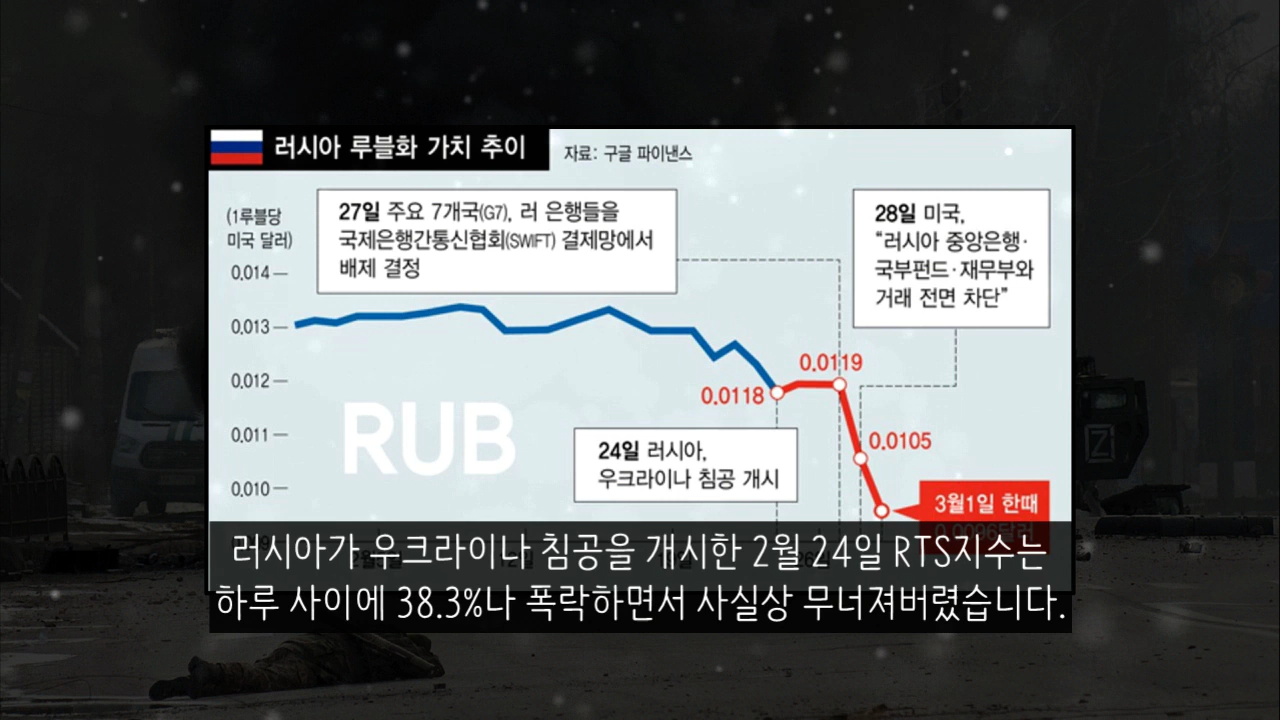 러시아 루블화 가치 추이
자료: 구글 파이낸스
(1루블당
미국 달러)
27일 주요 7개국(G7), 러 은행들을
국제은행간통신협회(SWIFT) 결제망에서
배제 결정
28일 미국,
“러시아 중앙은행·
국부펀드·재무부와
거래 전면 차단”
0.014
0.013
0.012
0.011
0.010
0.0118
0.0119
0.0105
RUB
24일 러시아,
우크라이나 침공 개시
3월1일 한때
0.0096달러
러시아가 우크라이나 침공을 개시한 2월 24일 RTS지수는
하루 사이에 38.3%나 폭락하면서 사실상 무너져버렸습니다.
Z